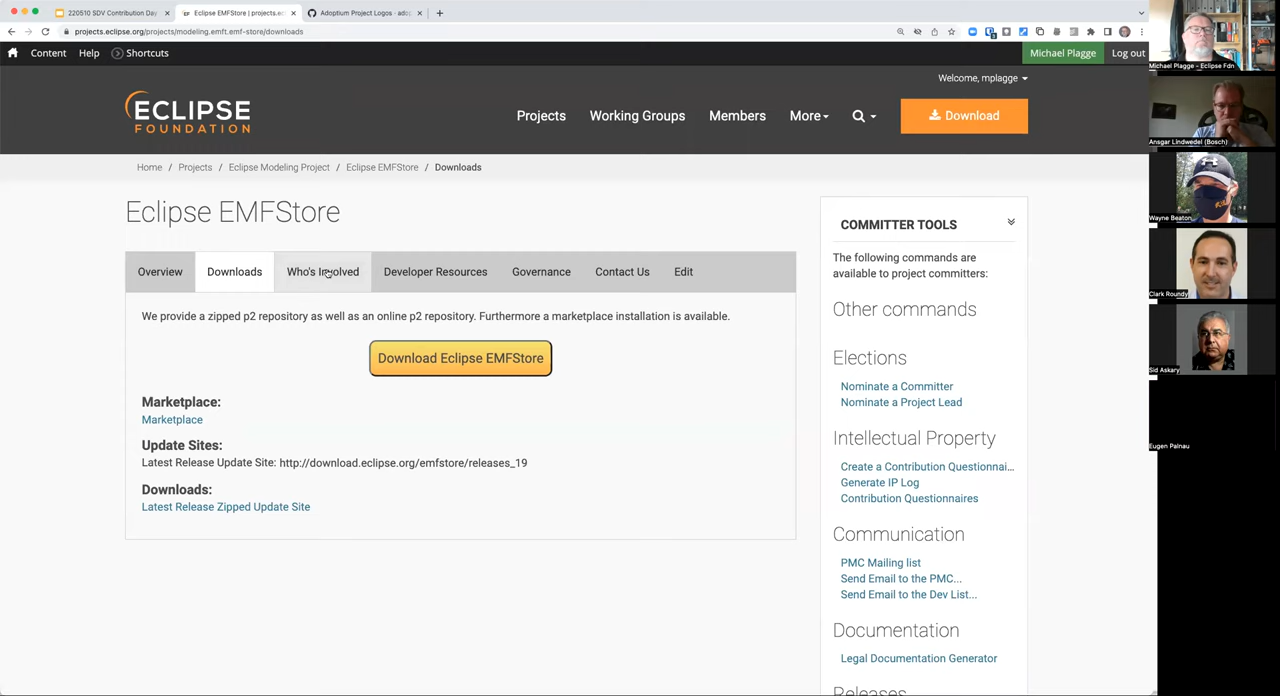 220510 SDV Contribution Day
Eclipse EMFStore | projects.ec
Adoptium Project Logos · ado
projects.eclipse.org/projects/modeling.emft.emf-store/downloads
Content Help Shortcuts
Michael Plagge Log out
Welcome, mplagge
ECLIPSE
FOUNDATION
Projects Working Groups Members More
Download
Home / Projects / Eclipse Modeling Project / Eclipse EMFStore / Downloads
Eclipse EMFStore
Overview Downloads Who's Involved Developer Resources Governance Contact Us Edit
We provide a zipped p2 repository as well as an online p2 repository. Furthermore a marketplace installation is available.
Download Eclipse EMFStore
Marketplace:
Marketplace
Update Sites:
Latest Release Update Site: http://download.eclipse.org/emfstore/releases_19
Downloads:
Latest Release Zipped Update Site
COMMITTER TOOLS
The following commands are
available to project committers:
Other commands
Elections
Nominate a Committer
Nominate a Project Lead
Intellectual Property
Create a Contribution Questionnai...
Generate IP Log
Contribution Questionnaires
Communication
PMC Mailing list
Send Email to the PMC...
Send Email to the Dev List...
Documentation
Legal Documentation Generator
Releases
Michael Plagge - Eclipse Fdn
Ansgar Lindwedel (Bosch)
Wayne Beaton
Clark Roundy
Sid Askary
Eugen Palnau